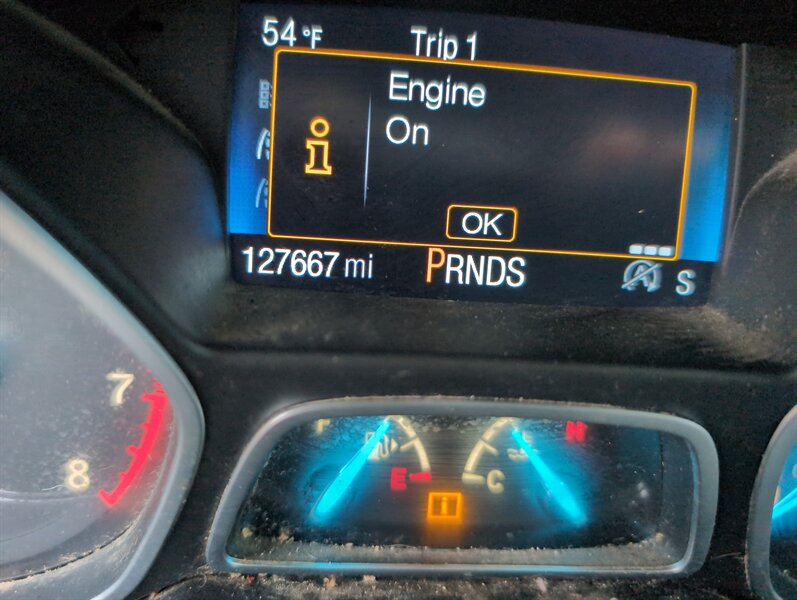 54 °F Trip 1
Engine
On
i
OK
127667 mi PRNDS A S
7
8
F H
E C
i